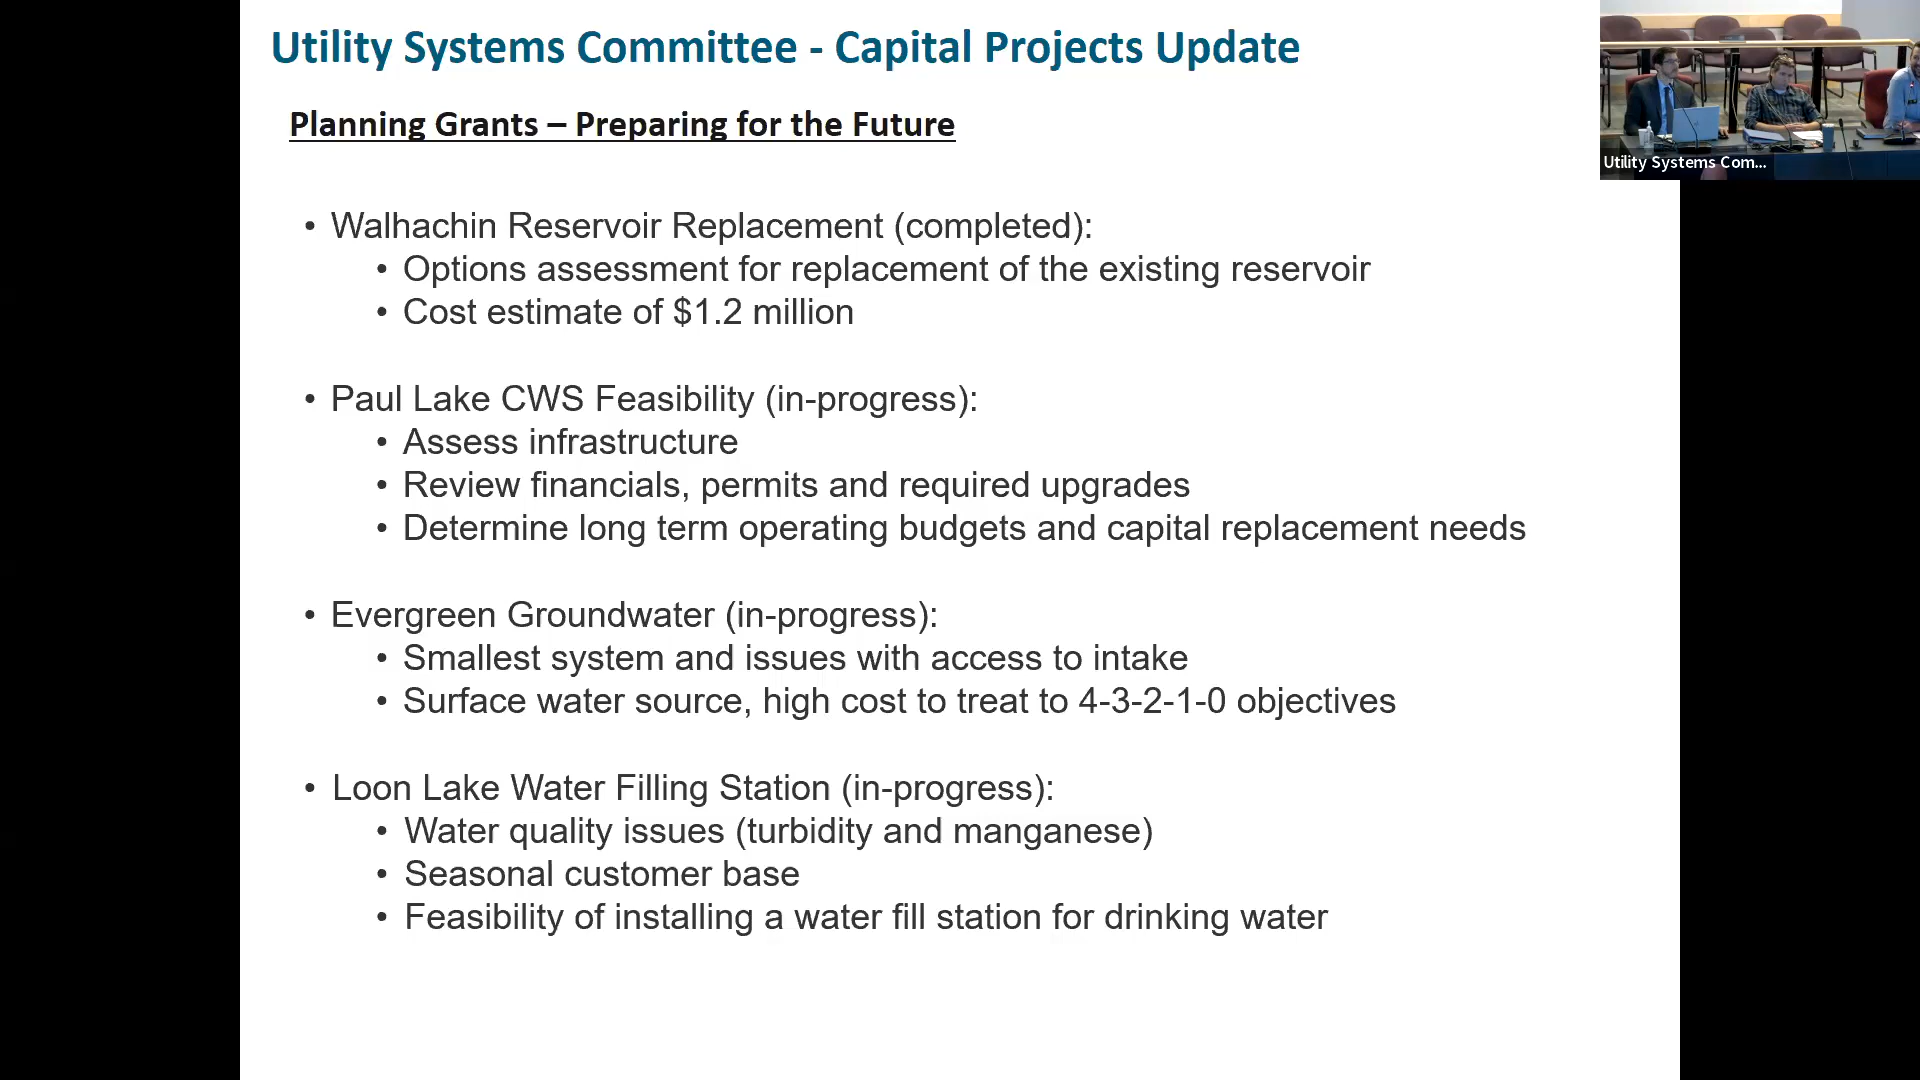 Utility Systems Committee - Capital Projects Update
Utility Systems Com...
Planning Grants – Preparing for the Future
• Walhachin Reservoir Replacement (completed):
• Options assessment for replacement of the existing reservoir
• Cost estimate of $1.2 million
• Paul Lake CWS Feasibility (in-progress):
• Assess infrastructure
• Review financials, permits and required upgrades
• Determine long term operating budgets and capital replacement needs
• Evergreen Groundwater (in-progress):
• Smallest system and issues with access to intake
• Surface water source, high cost to treat to 4-3-2-1-0 objectives
• Loon Lake Water Filling Station (in-progress):
• Water quality issues (turbidity and manganese)
• Seasonal customer base
• Feasibility of installing a water fill station for drinking water